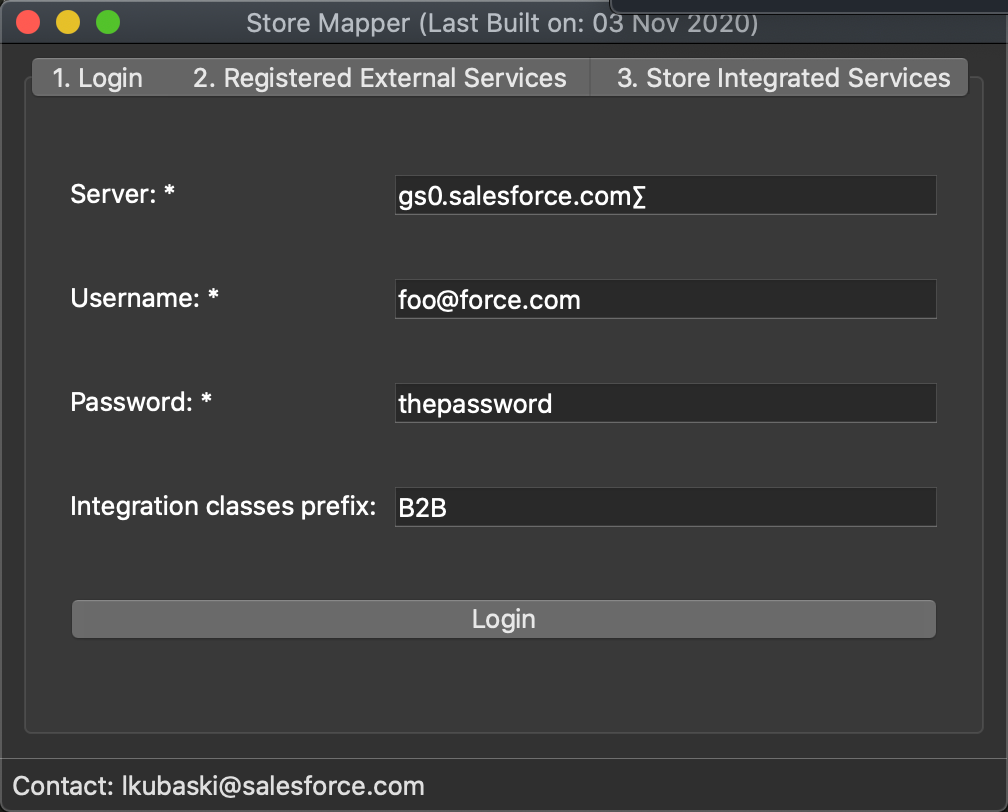 Store Mapper (Last Built on: 03 Nov 2020)
1. Login 2. Registered External Services 3. Store Integrated Services
Server: * gs0.salesforce.com∑
Username: * foo@force.com
Password: * thepassword
Integration classes prefix: B2B
Login
Contact: lkubaski@salesforce.com